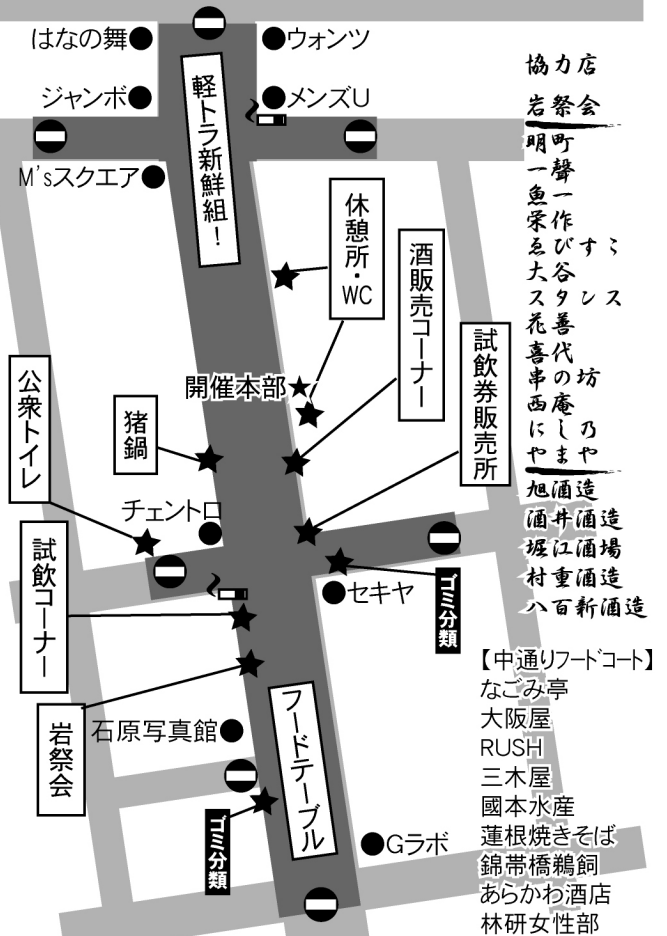 はなの舞
ウォンツ
ジャンボ
メンズU
軽トラ新鮮組！
M'sスクエア
休憩所・WC
酒販売コーナー
試飲券販売所
開催本部
公衆トイレ
猪鍋
チェントロ
試飲コーナー
セキヤ
ゴミ分類
岩祭会
石原写真館
フードテーブル
ゴミ分類
Gラボ
協力店
岩祭会
明町
一聲
魚一
栄作
ゑびすゝ
大谷
スタンス
花善
喜代
串の坊
西庵
にし乃
やまや
旭酒造
酒井酒造
堀江酒場
村重酒造
八百新酒造
【中通りフードコート】
なごみ亭
大阪屋
RUSH
三木屋
國本水産
蓮根焼きそば
錦帯橋鵜飼
あらかわ酒店
林研女性部